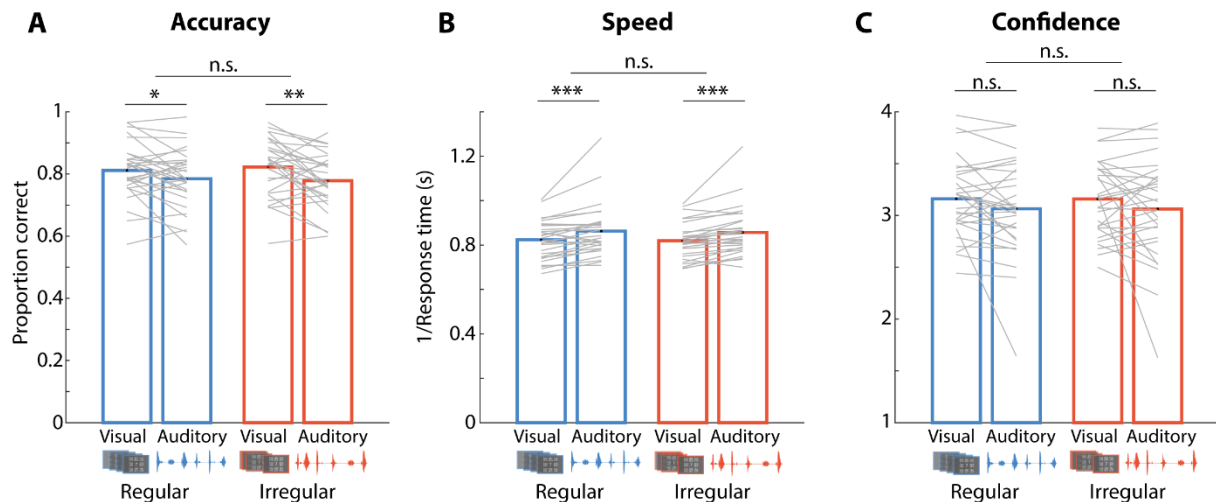 A Accuracy
n.s.
* **
Proportion correct
1
0.8
0.6
0.4
0.2
0
Visual Auditory Visual Auditory
Regular Irregular
B Speed
n.s.
*** ***
1/Response time (s)
1.2
0.8
0.4
0
Visual Auditory Visual Auditory
Regular Irregular
C Confidence
n.s.
n.s. n.s.
4
3
2
1
Visual Auditory Visual Auditory
Regular Irregular